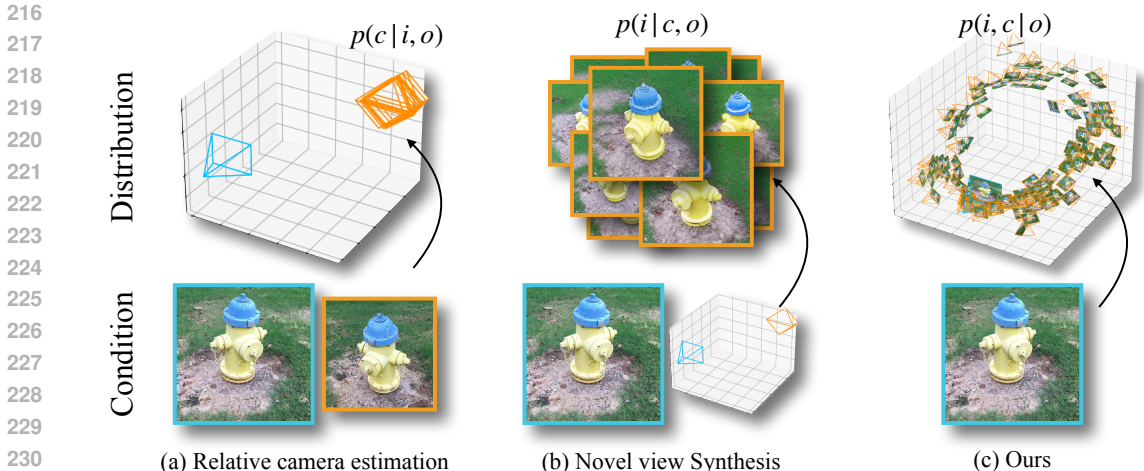 216
217
218
219
220
221
222
223
224
225
226
227
228
229
230
Distribution
Condition
p(c|i,o)
p(i|c,o)
p(i,c|o)
(a) Relative camera estimation
(b) Novel view Synthesis
(c) Ours